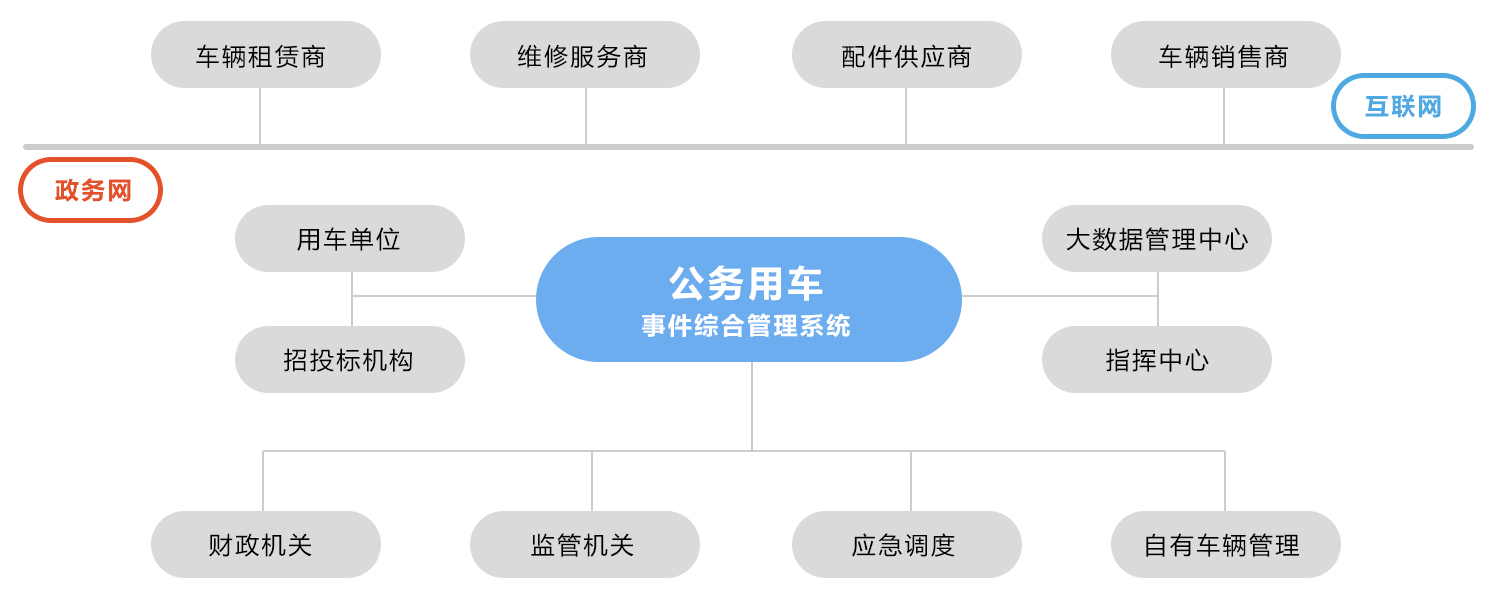 车辆租赁商
维修服务商
配件供应商
车辆销售商
互联网
政务网
用车单位
大数据管理中心
公务用车
事件综合管理系统
招投标机构
指挥中心
财政机关
监管机关
应急调度
自有车辆管理